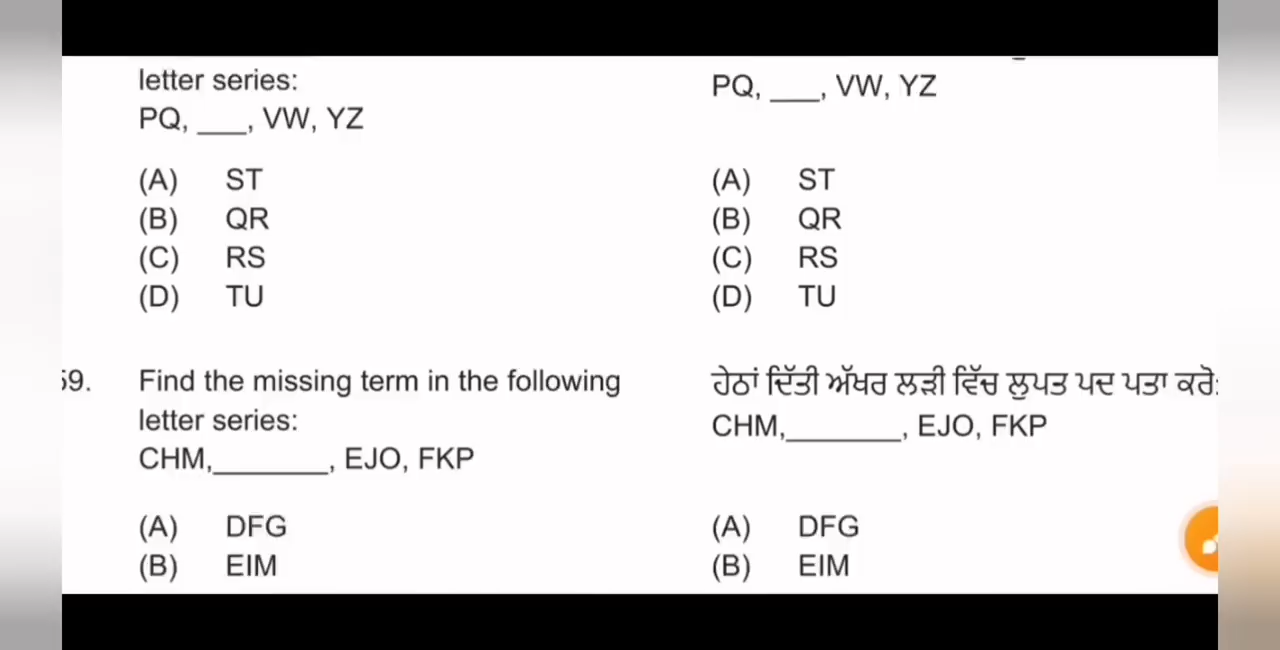 letter series:
PQ, ___, VW, YZ
(A) ST
(B) QR
(C) RS
(D) TU
PQ, ___, VW, YZ
(A) ST
(B) QR
(C) RS
(D) TU
59. Find the missing term in the following
letter series:
CHM,________, EJO, FKP
(A) DFG
(B) EIM
ਹੇਠਾਂ ਦਿੱਤੀ ਅੱਖਰ ਲੜੀ ਵਿੱਚ ਲੁਪਤ ਪਦ ਪਤਾ ਕਰੋ:
CHM,________, EJO, FKP
(A) DFG
(B) EIM